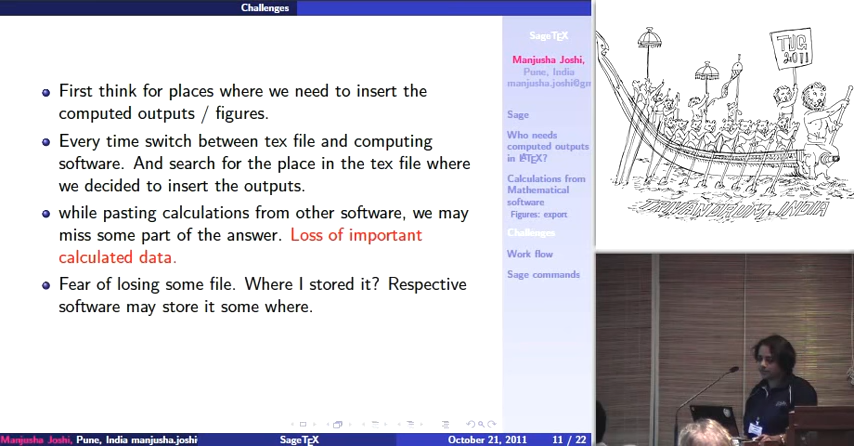 Challenges
First think for places where we need to insert the
computed outputs / figures.
Every time switch between tex file and computing
software. And search for the place in the tex file where
we decided to insert the outputs.
while pasting calculations from other software, we may
miss some part of the answer. Loss of important
calculated data.
Fear of losing some file. Where I stored it? Respective
software may store it some where.
SageTEX
Manjusha Joshi,
Pune, India
manjusha.joshi@gm
Sage
Who needs
computed outputs
in LATEX?
Calculations from
Mathematical
software
Figures: export
Challenges
Work flow
Sage commands
Manjusha Joshi, Pune, India manjusha.joshi
SageTEX
October 21, 2011
11 / 22
TUG
2011
TRIVANDRUM, INDIA